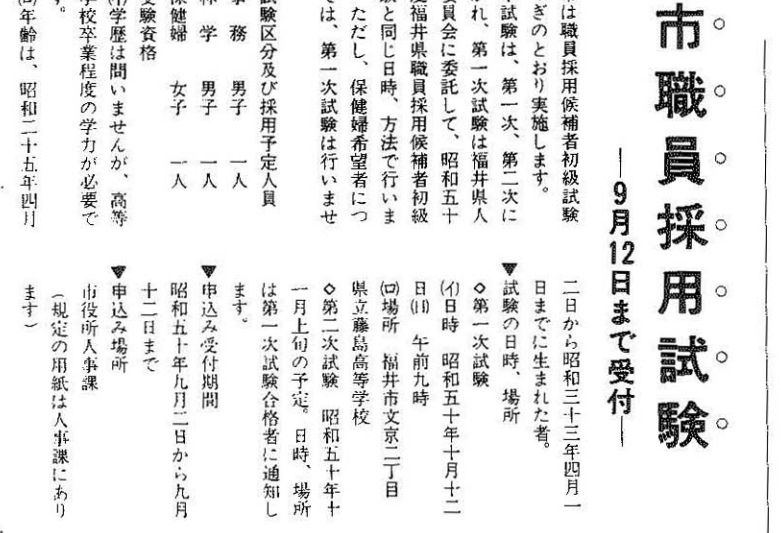 市職員採用試験
―9月12日まで受付―
は職員採用候補者初級試験
ぎのとおり実施します。
試験は、第一次、第二次に
れ、第一次試験は福井県人
員会に委託して、昭和五十
度福井県職員採用候補者初級
験と同じ日時、方法で行いま
ただし、保健婦希望者につ
は、第一次試験は行いませ
試験区分及び採用予定人員
務 男子 一人
林学 男子 一人
保健婦 女子 一人
受験資格
㈑学歴は問いませんが、高等
学校卒業程度の学力が必要で
す。
㈺年齢は、昭和二十五年四月
二日から昭和三十三年四月一
日までに生まれた者。
▼試験の日時、場所
◇第一次試験
(イ)日時 昭和五十年十月十二
日(日) 午前九時
(ロ)場所 福井市文京二丁目
県立藤島高等学校
◇第二次試験 昭和五十年十
一月上旬の予定。日時、場所
は第一次試験合格者に通知し
ます。
▼申込み受付期間
昭和五十年九月二日から九月
十二日まで
▼申込み場所
市役所人事課
(規定の用紙は人事課にあり
ます)